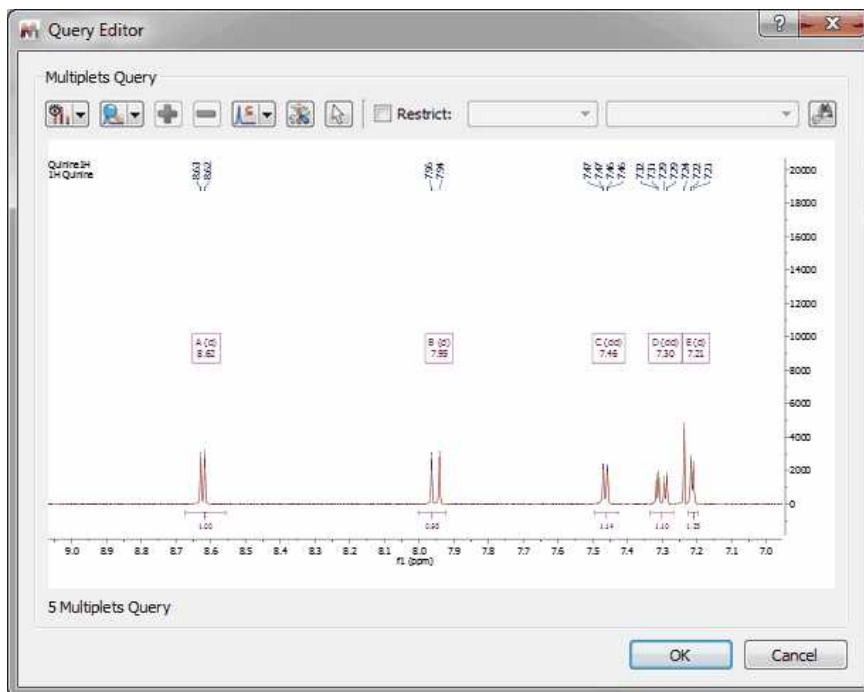 Query Editor
Multiplets Query
Restrict:
Quinine1H
1H Quinine
8.63
8.62
7.95
7.94
7.47
7.47
7.46
7.46
7.32
7.31
7.29
7.29
7.24
7.22
7.21
20000
18000
16000
14000
12000
10000
8000
6000
4000
2000
0
A (d)
8.62
B (d)
7.95
C (dd)
7.46
D (dd)
7.30
E (d)
7.21
1.00
1.14
1.10
9.0 8.9 8.8 8.7 8.6 8.5 8.4 8.3 8.2 8.1 8.0 7.9 7.8 7.7 7.6 7.5 7.4 7.3 7.2 7.1 7.0
f1 (ppm)
5 Multiplets Query
OK Cancel